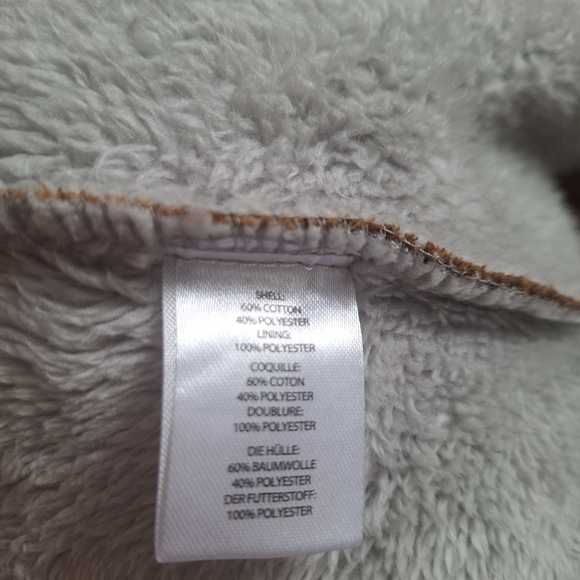 SHELL:
60% COTTON
40% POLYESTER
LINING:
100% POLYESTER
COQUILLE:
60% COTON
40% POLYESTER
DOUBLURE:
100% POLYESTER
DIE HÜLLE:
60% BAUMWOLLE
40% POLYESTER
DER FUTTERSTOFF:
100% POLYESTER